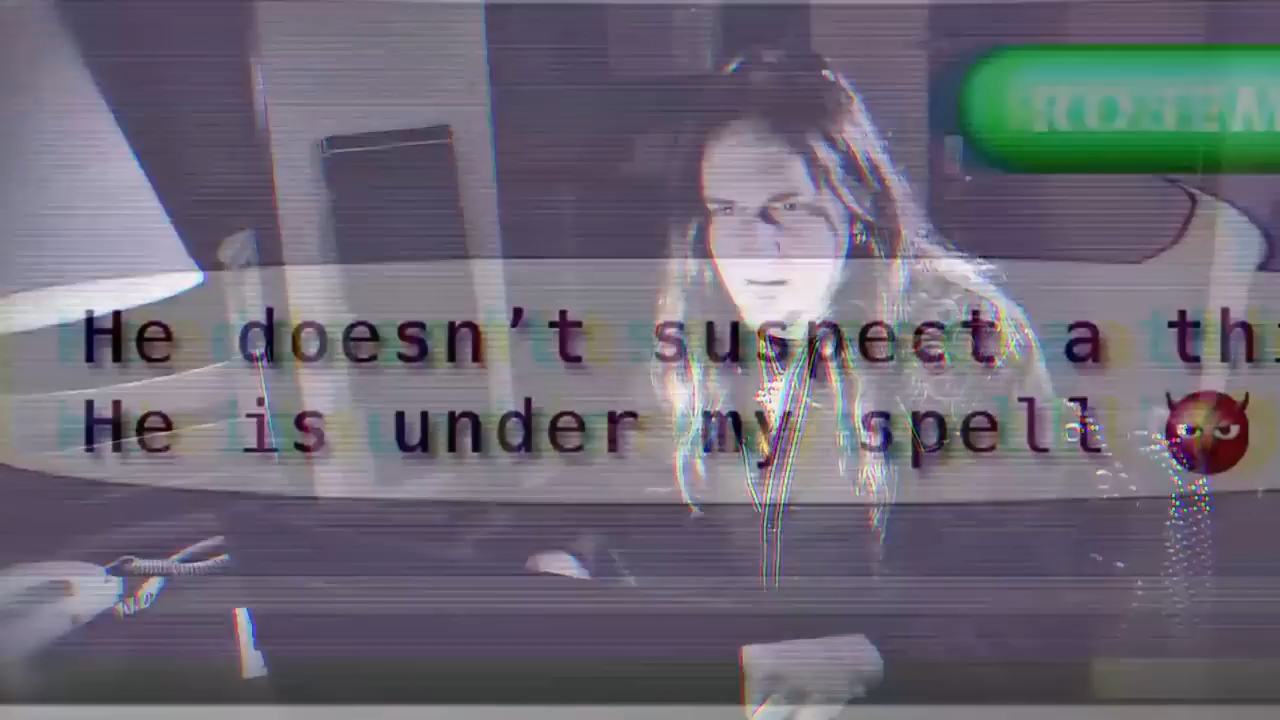 He doesn’t suspect a
He is under my spell 😈